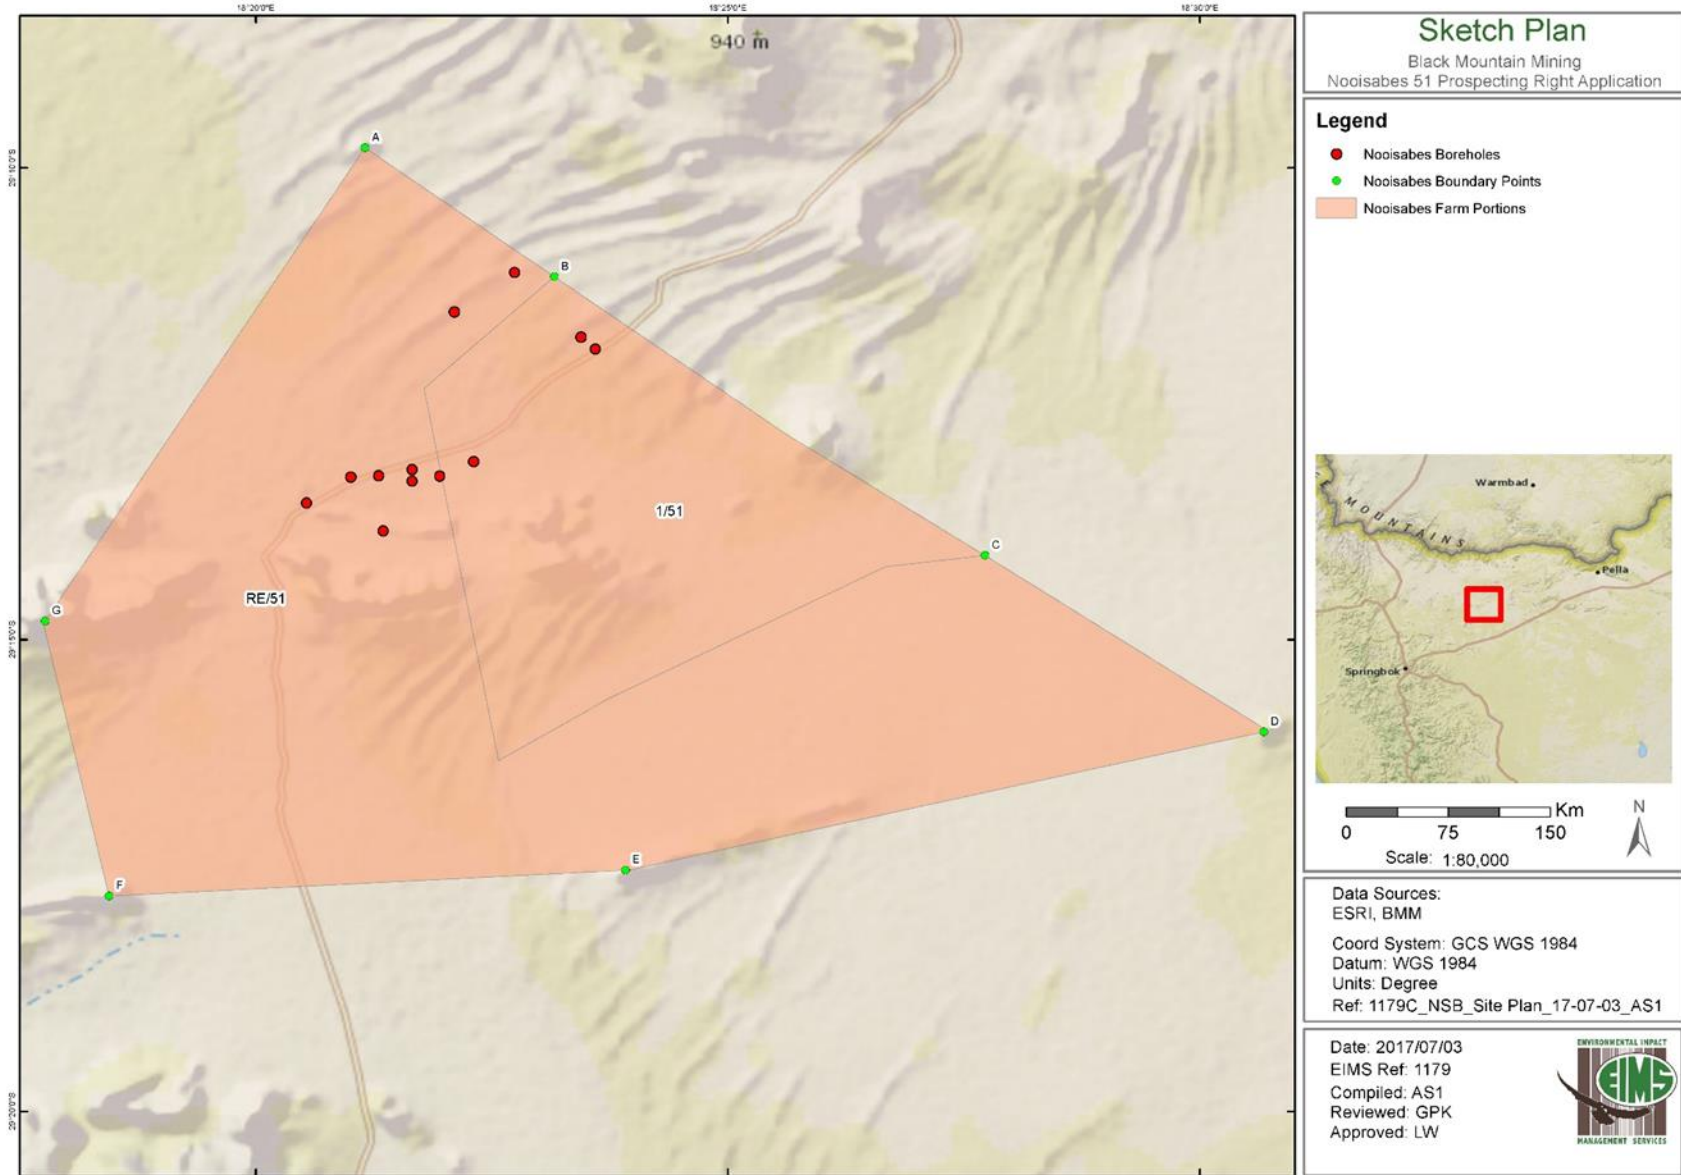 18°20'0"E
18°25'0"E
18°30'0"E
940 m
29°10'0"S
29°15'0"S
29°20'0"S
A
B
C
D
E
F
G
1/51
RE/51
Sketch Plan
Black Mountain Mining
Nooisabes 51 Prospecting Right Application
Legend
Nooisabes Boreholes
Nooisabes Boundary Points
Nooisabes Farm Portions
Warmbad
MOUNTAINS
Pella
Springbok
Km
0 75 150
N
Scale: 1:80,000
Data Sources:
ESRI, BMM
Coord System: GCS WGS 1984
Datum: WGS 1984
Units: Degree
Ref: 1179C_NSB_Site Plan_17-07-03_AS1
Date: 2017/07/03
EIMS Ref: 1179
Compiled: AS1
Reviewed: GPK
Approved: LW
ENVIRONMENTAL IMPACT
EIMS
MANAGEMENT SERVICES